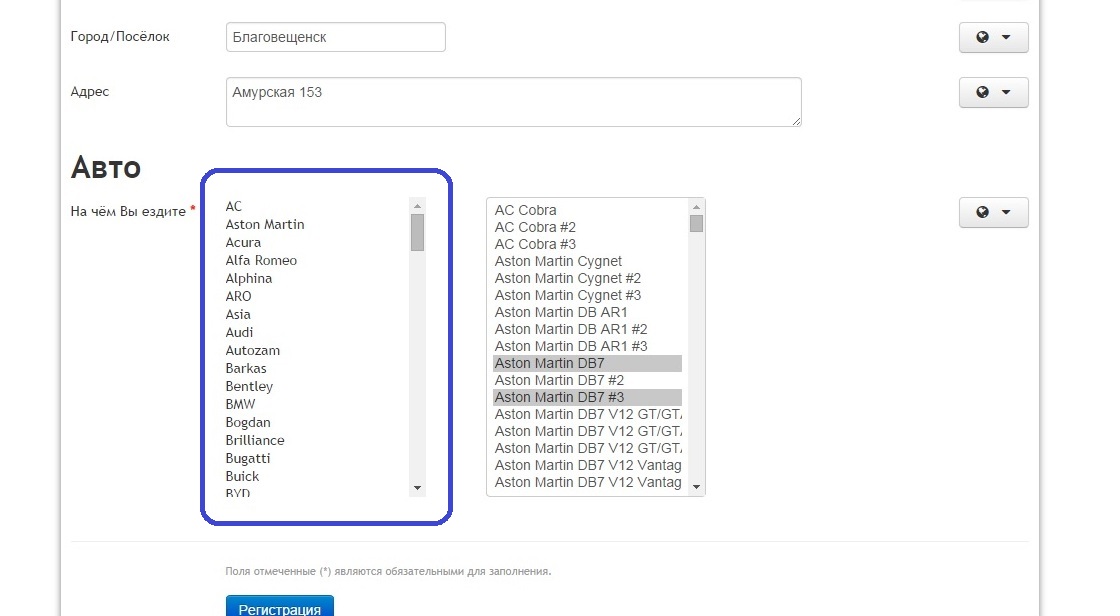 Город/Посёлок
Благовещенск
Адрес
Амурская 153
Авто
На чём Вы ездите *
AC
Aston Martin
Acura
Alfa Romeo
Alphina
ARO
Asia
Audi
Autozam
Barkas
Bentley
BMW
Bogdan
Brilliance
Bugatti
Buick
BYD
AC Cobra
AC Cobra #2
AC Cobra #3
Aston Martin Cygnet
Aston Martin Cygnet #2
Aston Martin Cygnet #3
Aston Martin DB AR1
Aston Martin DB AR1 #2
Aston Martin DB AR1 #3
Aston Martin DB7
Aston Martin DB7 #2
Aston Martin DB7 #3
Aston Martin DB7 V12 GT/GT
Aston Martin DB7 V12 GT/GT
Aston Martin DB7 V12 GT/GT
Aston Martin DB7 V12 Vantag
Aston Martin DB7 V12 Vantag
Поля отмеченные (*) являются обязательными для заполнения.
Регистрация